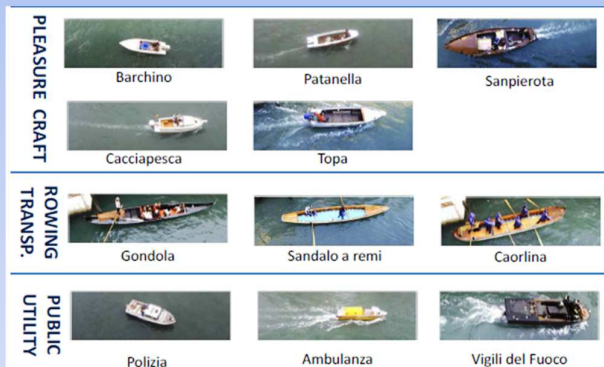 PLEASURE CRAFT
Barchino
Patanella
Sanpierota
Cacciapesca
Topa
ROWING
TRANSP.
Gondola
Sandalo a remi
Caorlina
PUBLIC
UTILITY
Polizia
Ambulanza
Vigili del Fuoco